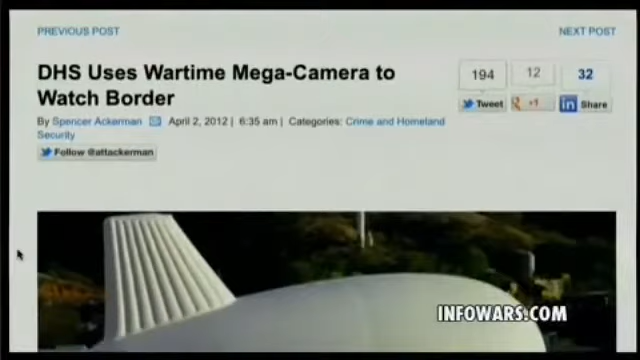 PREVIOUS POST
NEXT POST
DHS Uses Wartime Mega-Camera to
Watch Border
194
12
32
Tweet
+1
in Share
By Spencer Ackerman April 2, 2012 | 6:35 am | Categories: Crime and Homeland
Security
Follow @attackerman
INFOWARS.COM